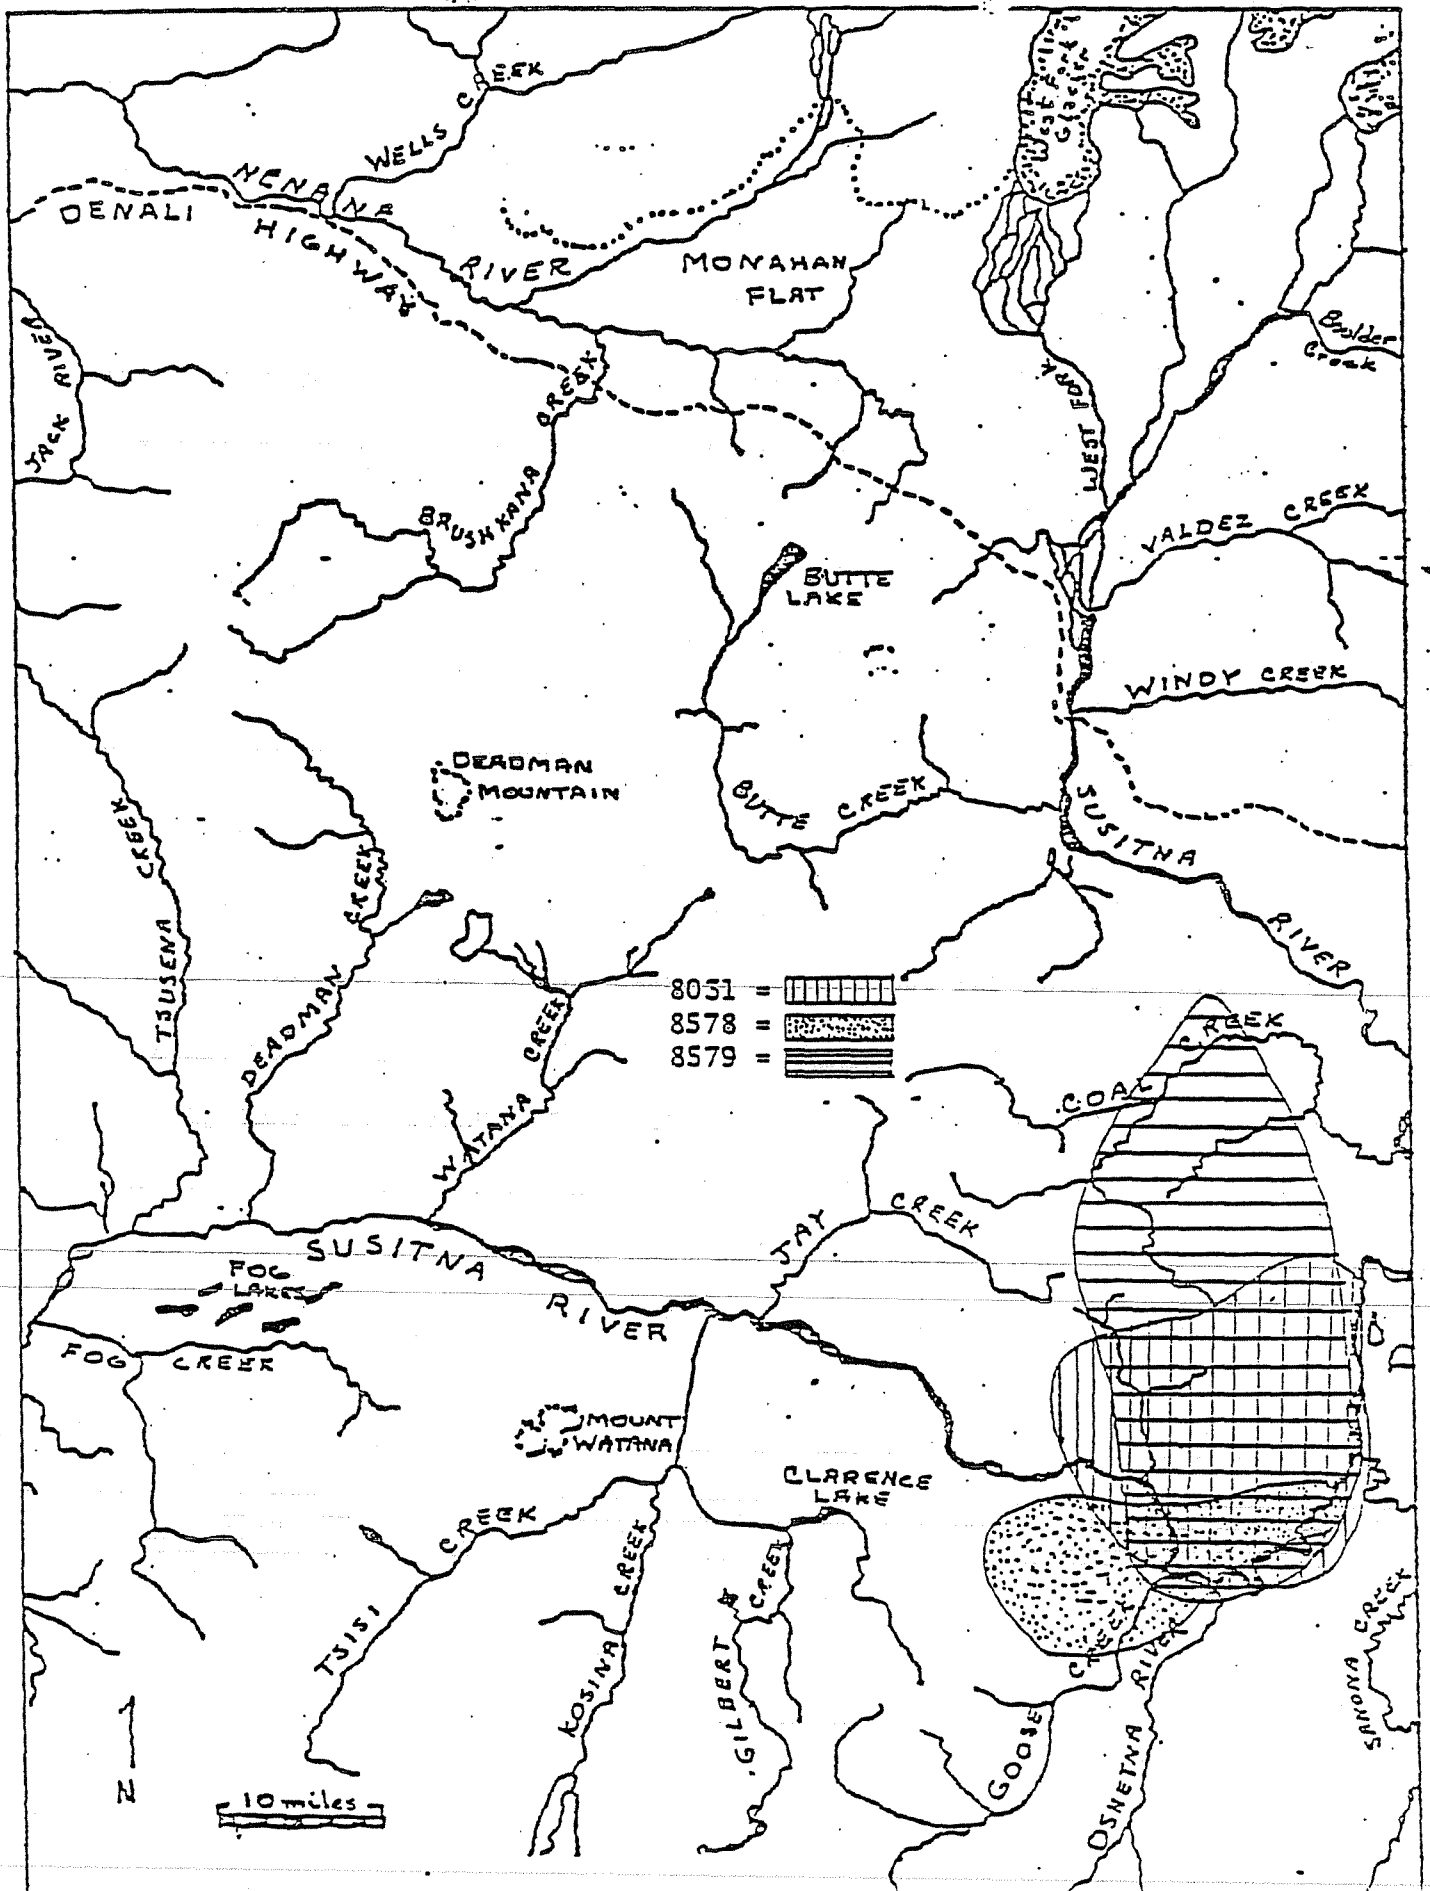 West Fork
Glacier
WELLS CREEK
NENANA
RIVER
DENALI
HIGHWAY
MONAHAN
FLAT
JACK RIVER
BRUSHKANA CREEK
WEST FORK
Boulder
Creek
VALDEZ CREEK
BUTTE
LAKE
WINDY CREEK
DEADMAN
MOUNTAIN
BUTTE CREEK
SUSITNA
RIVER
TSUSENA CREEK
DEADMAN CREEK
WATANA CREEK
8031 =
8578 =
8579 =
COAL CREEK
JAY CREEK
SUSITNA
RIVER
FOG
LAKES
FOG CREEK
MOUNT
WATANA
CLARENCE
LAKE
TSISI CREEK
KOSINA CREEK
GILBERT CREEK
GOOSE CREEK
OSHETNA RIVER
SANONA CREEK
N
10 miles